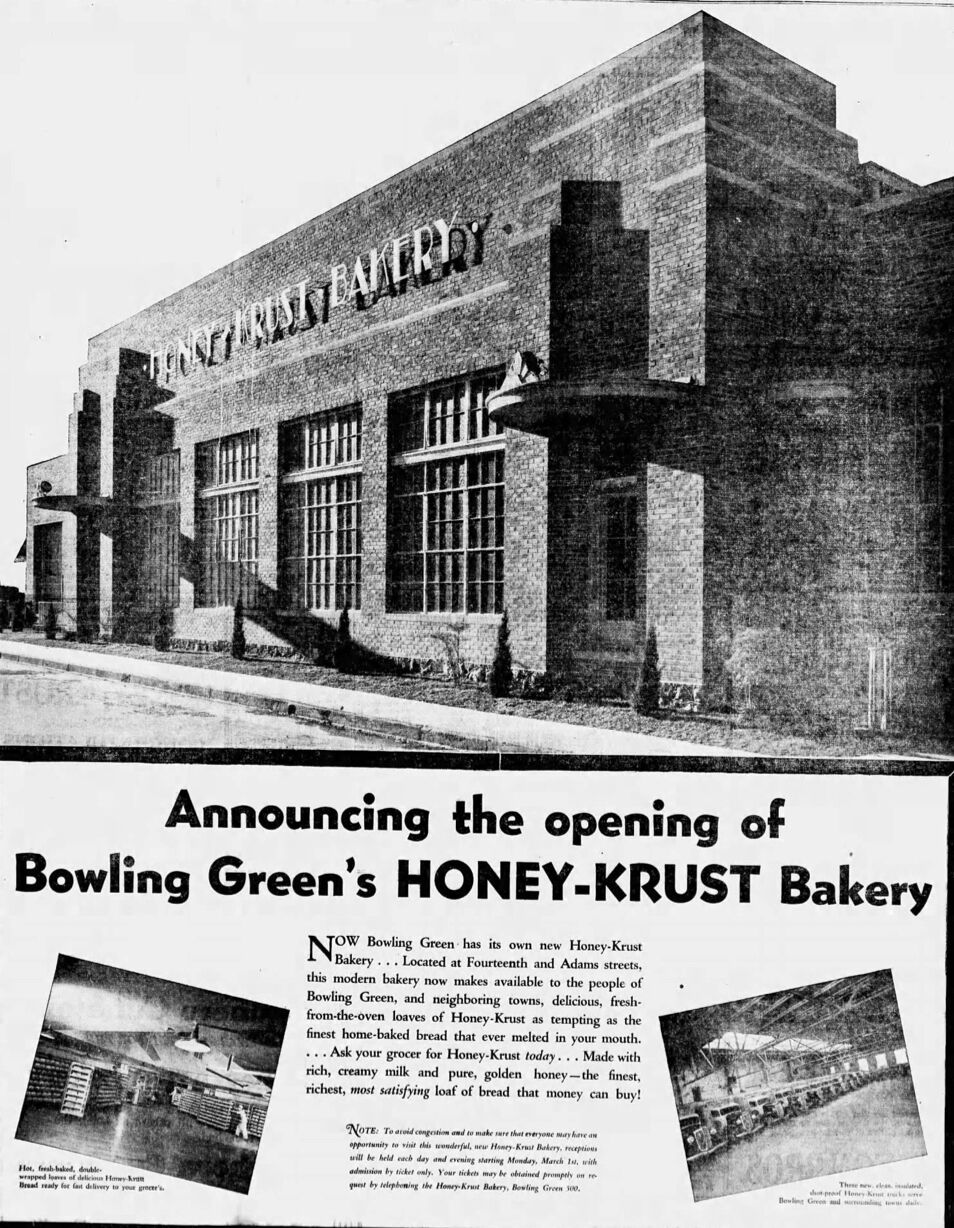 HONEY-KRUST BAKERY
Announcing the opening of
Bowling Green's HONEY-KRUST Bakery
NOW Bowling Green has its own new Honey-Krust
Bakery . . . Located at Fourteenth and Adams streets,
this modern bakery now makes available to the people of
Bowling Green, and neighboring towns, delicious, fresh-
from-the-oven loaves of Honey-Krust as tempting as the
finest home-baked bread that ever melted in your mouth.
. . . Ask your grocer for Honey-Krust today . . . Made with
rich, creamy milk and pure, golden honey—the finest,
richest, most satisfying loaf of bread that money can buy!
NOTE: To avoid congestion and to make sure that everyone may have an
opportunity to visit this wonderful, new Honey-Krust Bakery, receptions
will be held each day and evening starting Monday, March 1st, with
admission by ticket only. Your tickets may be obtained promptly on re-
quest by telephoning the Honey-Krust Bakery, Bowling Green 500.
Hot, fresh-baked, double-
wrapped loaves of delicious Honey-Krust
Bread ready for fast delivery to your grocer's.
These new, clean, insulated,
dust-proof Honey-Krust trucks serve
Bowling Green and surrounding towns daily.